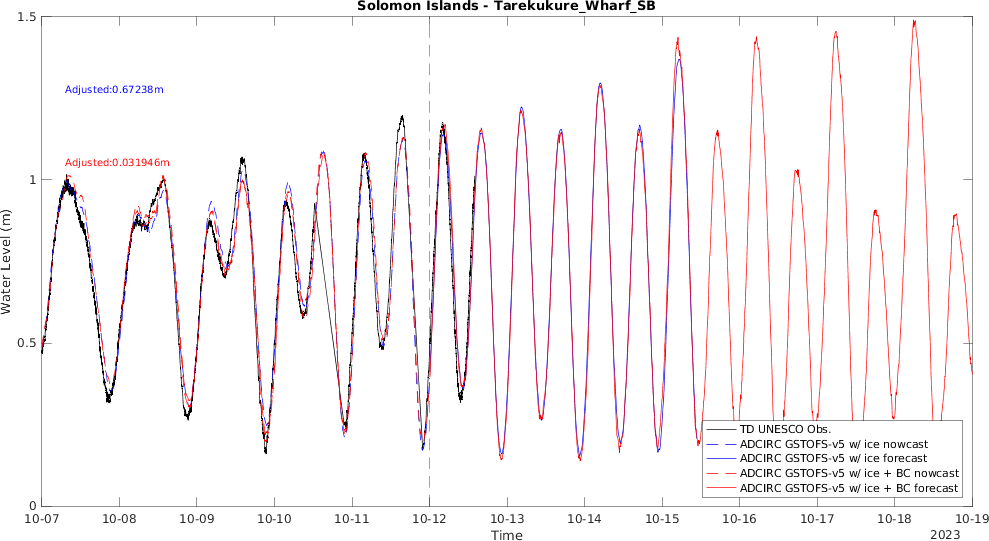 Solomon Islands - Tarekukure_Wharf_SB
1.5
Adjusted:0.67238m
Adjusted:0.031946m
1
Water Level (m)
0.5
TD UNESCO Obs.
ADCIRC GSTOFS-v5 w/ ice nowcast
ADCIRC GSTOFS-v5 w/ ice forecast
ADCIRC GSTOFS-v5 w/ ice + BC nowcast
ADCIRC GSTOFS-v5 w/ ice + BC forecast
0
10-07 10-08 10-09 10-10 10-11 10-12 10-13 10-14 10-15 10-16 10-17 10-18 10-19
Time
2023